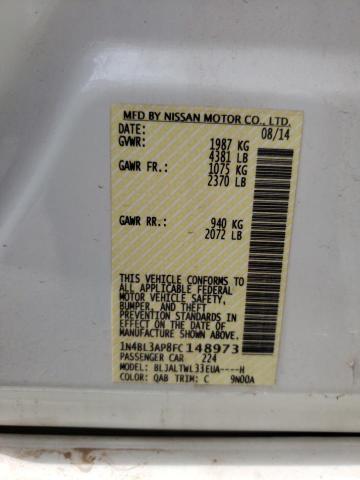 MFD BY NISSAN MOTOR CO., LTD.
DATE: 08/14
GVWR: 1987 KG
4381 LB
GAWR FR.: 1075 KG
2370 LB
GAWR RR.: 940 KG
2072 LB
THIS VEHICLE CONFORMS TO
ALL APPLICABLE FEDERAL
MOTOR VEHICLE SAFETY,
BUMPER, AND THEFT
PREVENTION STANDARDS IN
EFFECT ON THE DATE OF
MANUFACTURE SHOWN ABOVE.
1N4BL3AP8FC148973
PASSENGER CAR 224
MODEL: BLJALTWL33EUA----H
COLOR: QAB TRIM: C 9N00A